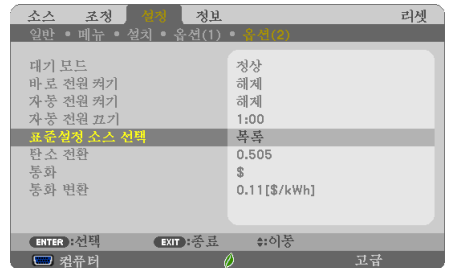 소스 조정 설정 정보 리셋
일반 • 메뉴 • 설치 • 옵션(1) • 옵션(2)
대기 모드 정상
바로 전원 켜기 해제
자동 전원 켜기 해제
자동 전원 끄기 1:00
표준설정 소스 선택 목록
탄소 전환 0.505
통화 $
통화 변환 0.11[$/kWh]
ENTER :선택 EXIT :종료 :이동
컴퓨터 고급